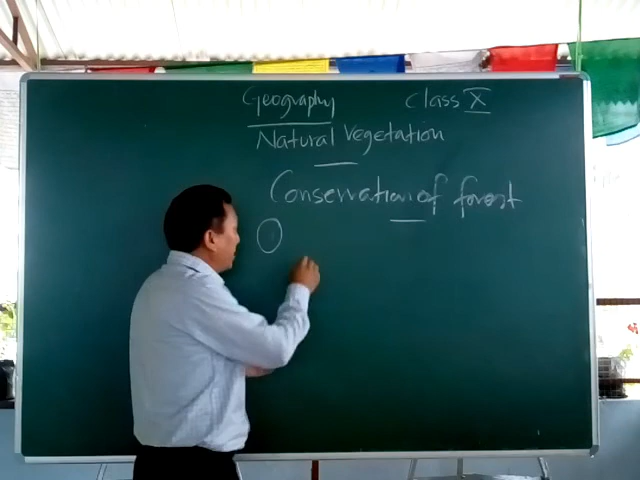 Geography Class X
Natural Vegetation
Conservation of forest